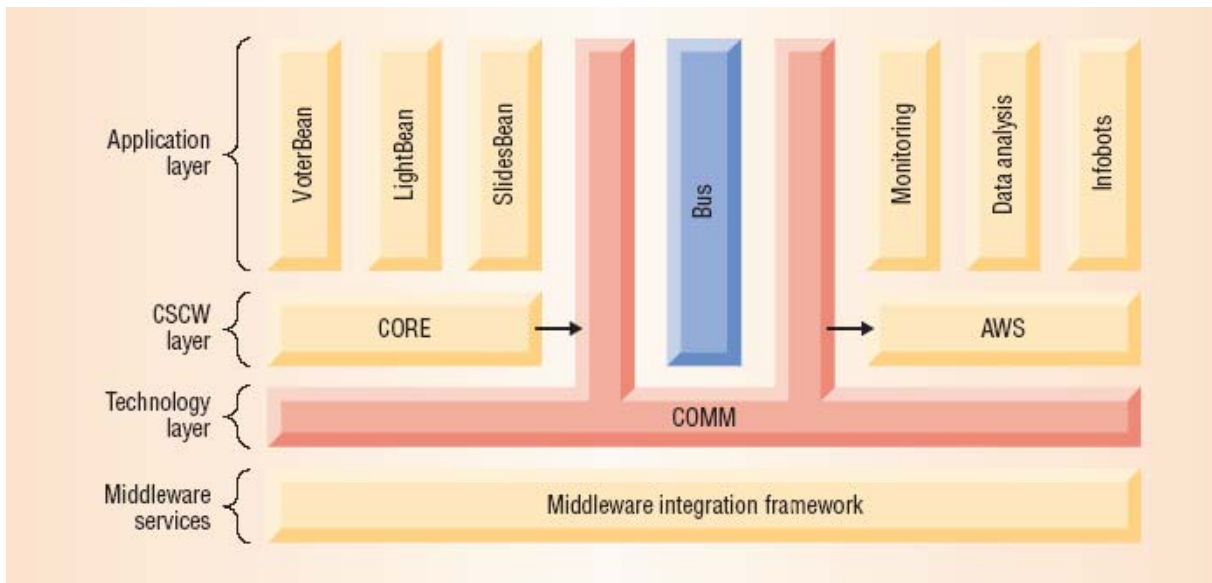 Application
layer
VoterBean
LightBean
SlidesBean
Bus
Monitoring
Data analysis
Infobots
CSCW
layer
CORE
AWS
Technology
layer
COMM
Middleware
services
Middleware integration framework